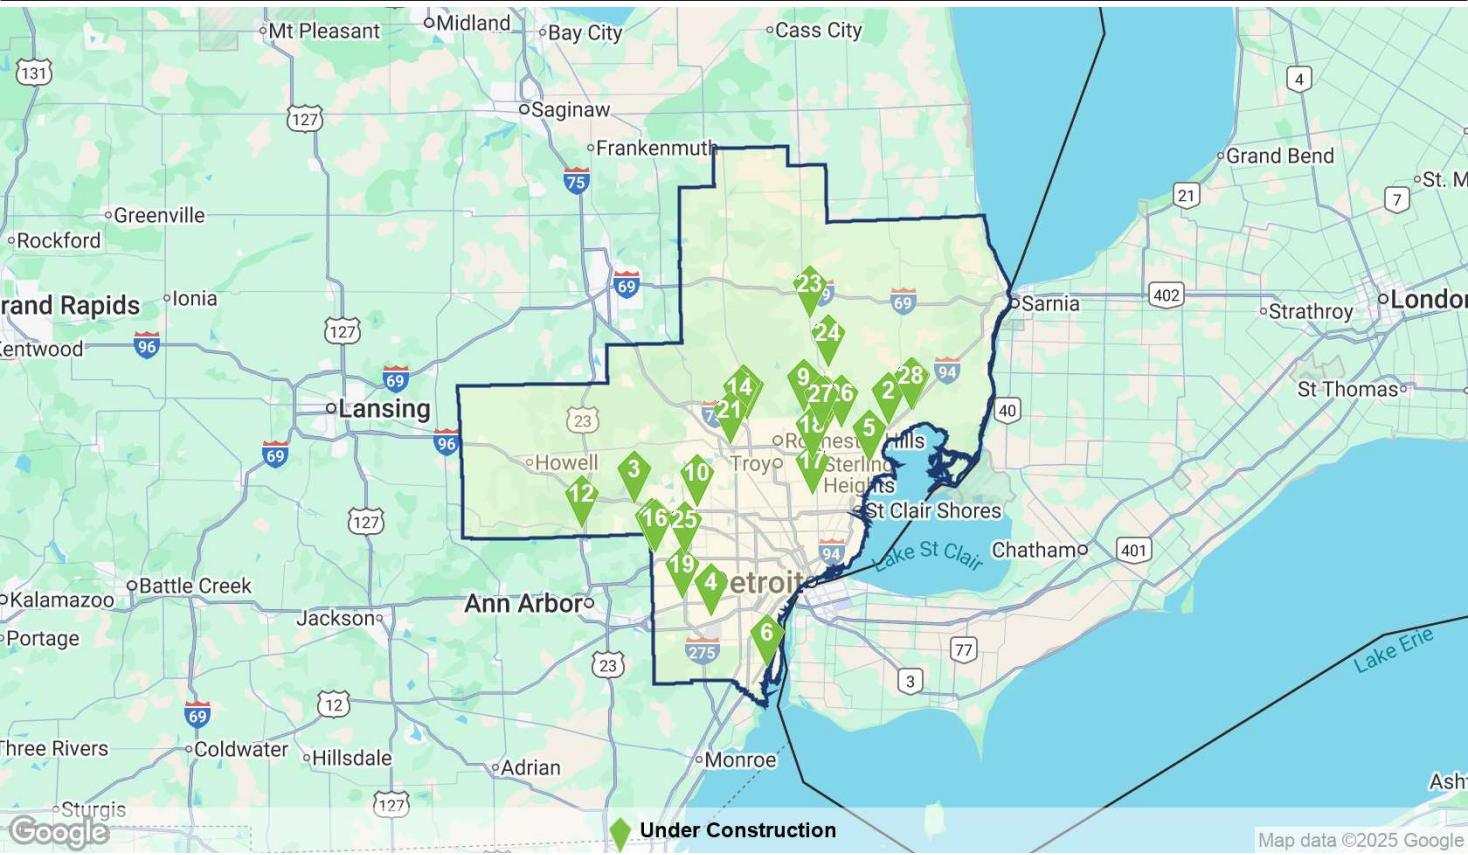 Mt Pleasant
Midland
Bay City
Cass City
131
4
127
Saginaw
Frankenmuth
Grand Bend
75
St. M
21
7
Greenville
Rockford
23
69
69
402
Sarnia
Strathroy
London
rand Rapids
Ionia
127
24
Kentwood
96
69
14
9
27
26
2
28
94
St Thomas
Lansing
23
21
18
5
40
96
Rochester Hills
69
Howell
3
10
Troy
17
Sterling
Heights
12
127
16
25
St Clair Shores
94
Lake St Clair
Chatham
401
Battle Creek
19
4
etroit
Kalamazoo
Ann Arbor
Jackson
Portage
6
275
77
Lake Erie
23
3
12
69
Three Rivers
Coldwater
Hillsdale
Adrian
Monroe
Ash
127
Sturgis
Google
Under Construction
Map data ©2025 Google